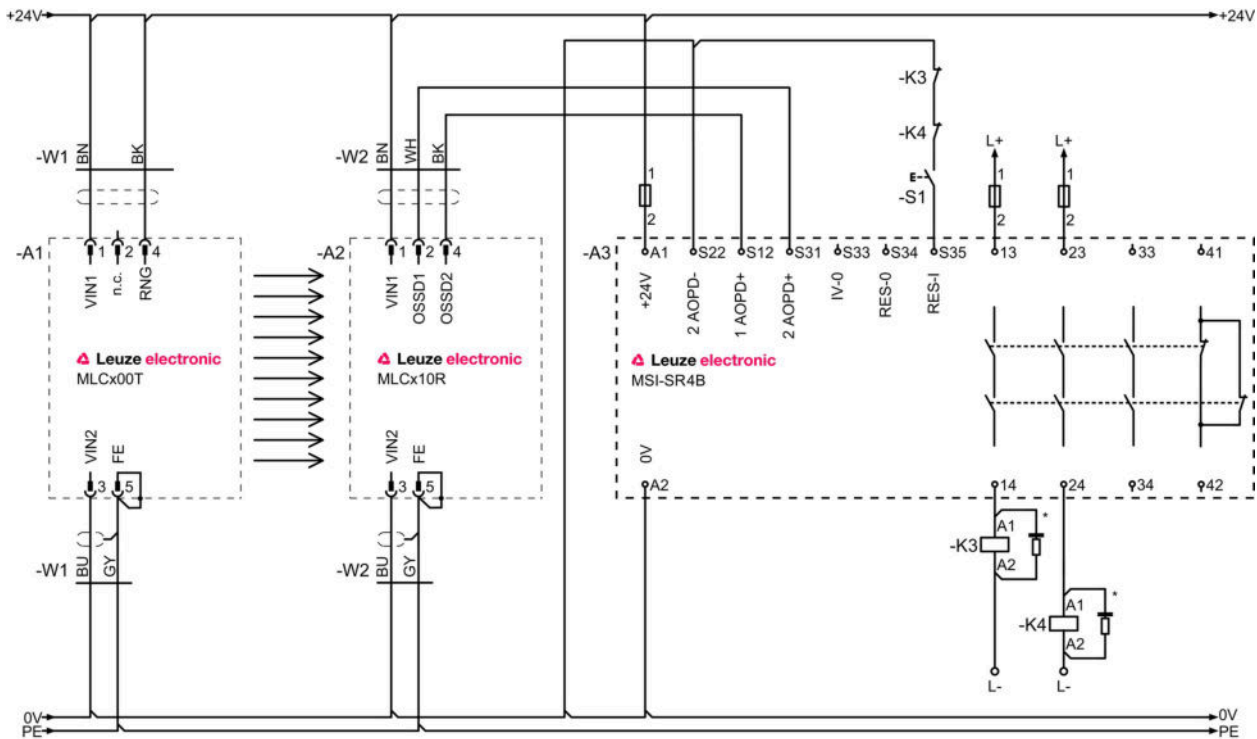 +24V +24V
-K3
-K4
L+ L+
-W1 BN BK -W2 BN WH BK
1 1 1
E -S1
2 2 2
-A1 1 2 4 -A2 1 2 4 -A3 A1 S22 S12 S31 S33 S34 S35 13 23 33 41
VIN1 n.c. RNG VIN1 OSSD1 OSSD2 +24V 2 AOPD- 1 AOPD+ 2 AOPD+ IV-0 RES-0 RES-I
Leuze electronic Leuze electronic Leuze electronic
MLCx00T MLCx10R MSI-SR4B
VIN2 FE VIN2 FE 0V
3 5 3 5 A2 14 24 34 42
A1 *
-K3
A2
-W1 BU GY -W2 BU GY
A1 *
-K4
A2
L- L-
0V 0V
PE PE